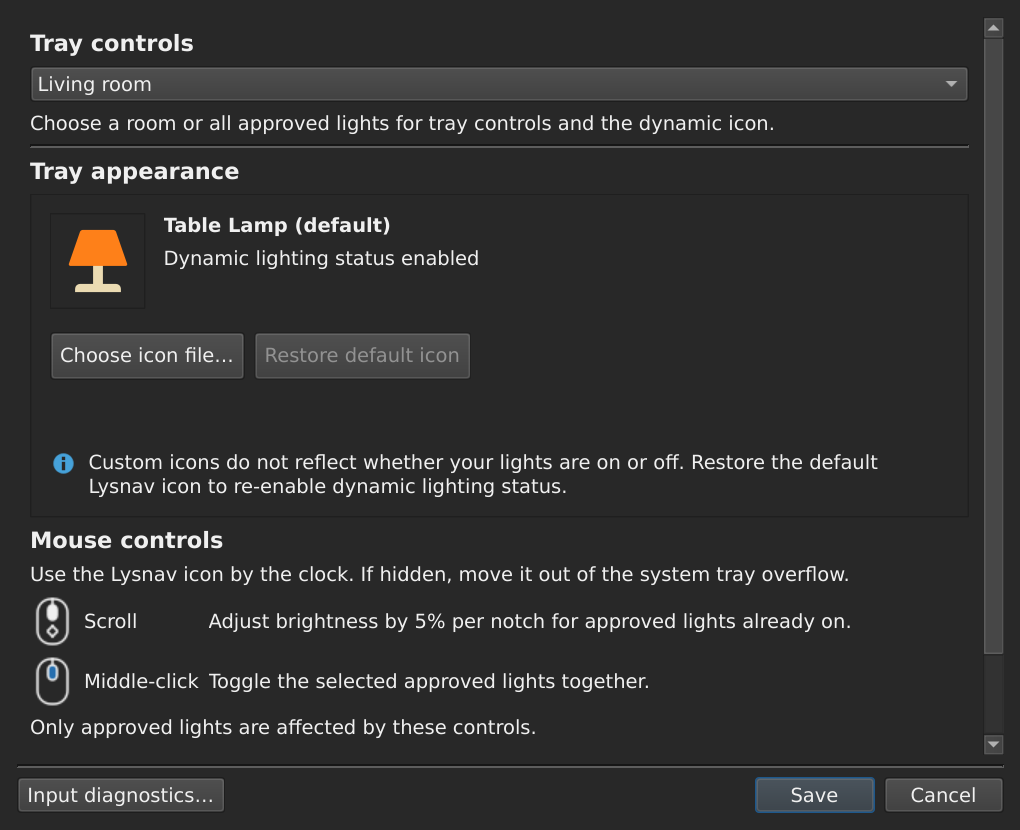 Tray controls
Living room
Choose a room or all approved lights for tray controls and the dynamic icon.
Tray appearance
Table Lamp (default)
Dynamic lighting status enabled
Choose icon file...
Restore default icon
Custom icons do not reflect whether your lights are on or off. Restore the default
Lysnav icon to re-enable dynamic lighting status.
Mouse controls
Use the Lysnav icon by the clock. If hidden, move it out of the system tray overflow.
Scroll Adjust brightness by 5% per notch for approved lights already on.
Middle-click Toggle the selected approved lights together.
Only approved lights are affected by these controls.
Input diagnostics...
Save
Cancel